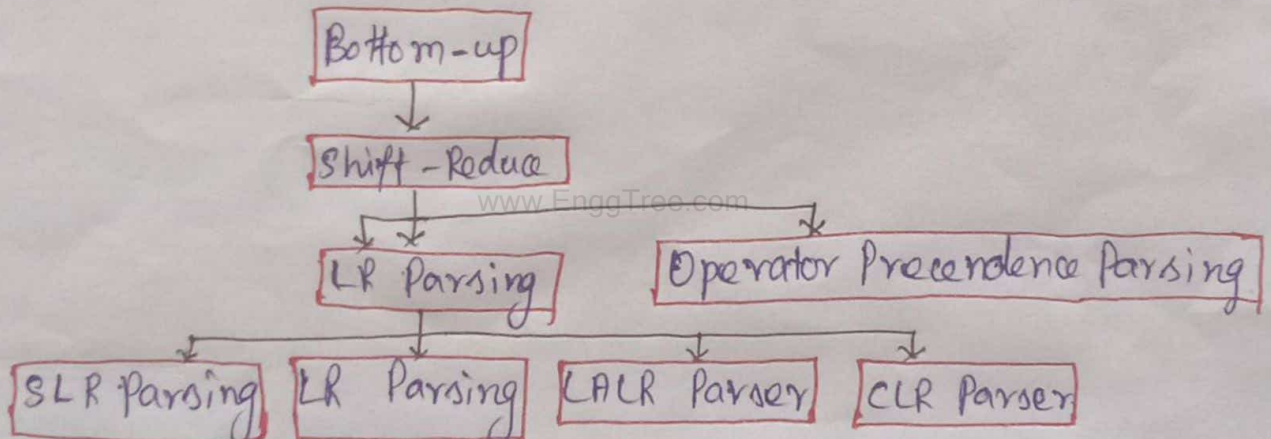 Bottom-up
Shift-Reduce
www.EnggTree.com
LR Parsing
Operator Precendence Parsing
SLR Parsing
LR Parsing
LALR Parser
CLR Parser